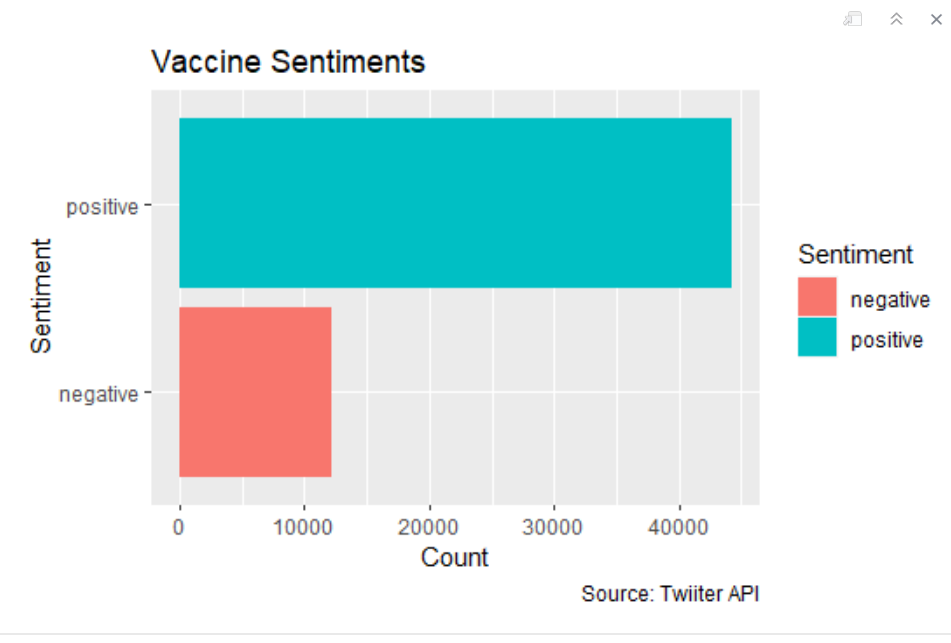 Vaccine Sentiments
positive
negative
Sentiment
0 10000 20000 30000 40000
Count
Sentiment
negative
positive
Source: Twiiter API